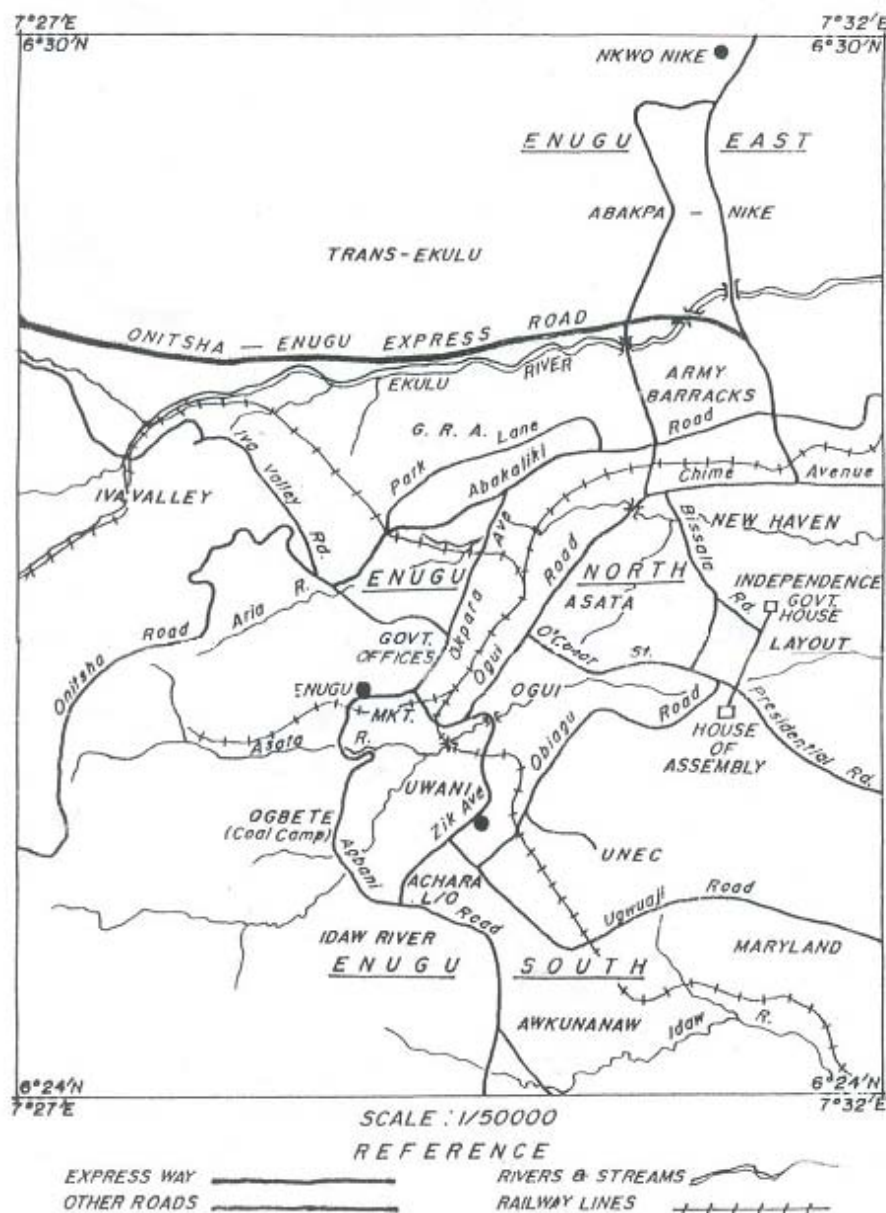 7°27'E 7°32'E
6°30'N 6°30'N
NKWO NIKE
ENUGU EAST
ABAKPA - NIKE
TRANS-EKULU
ONITSHA — ENUGU EXPRESS ROAD
RIVER
EKULU
ARMY
BARRACKS
G. R. A.
Park Lane
Abakaliki Road
Iva Valley Rd.
IVA VALLEY
Chime Avenue
Bissala Rd.
NEW HAVEN
Okpara Ave
Ogui Road
ENUGU NORTH
ASATA
INDEPENDENCE
GOVT.
HOUSE
LAYOUT
Onitsha Road
Aria R.
GOVT.
OFFICES
O'Conor St.
ENUGU
MKT.
OGUI
Obiagu Road
Presidential Rd.
HOUSE
OF
ASSEMBLY
Asata R.
UWANI
Zik Ave
OGBETE
(Coal Camp)
Agbani Road
UNEC
ACHARA
L/O
Ugwuaji Road
IDAW RIVER
MARYLAND
ENUGU SOUTH
AWKUNANAW
Idaw R.
6°24'N 6°24'N
7°27'E 7°32'E
SCALE : 1/50000
REFERENCE
EXPRESS WAY
RIVERS & STREAMS
OTHER ROADS
RAILWAY LINES